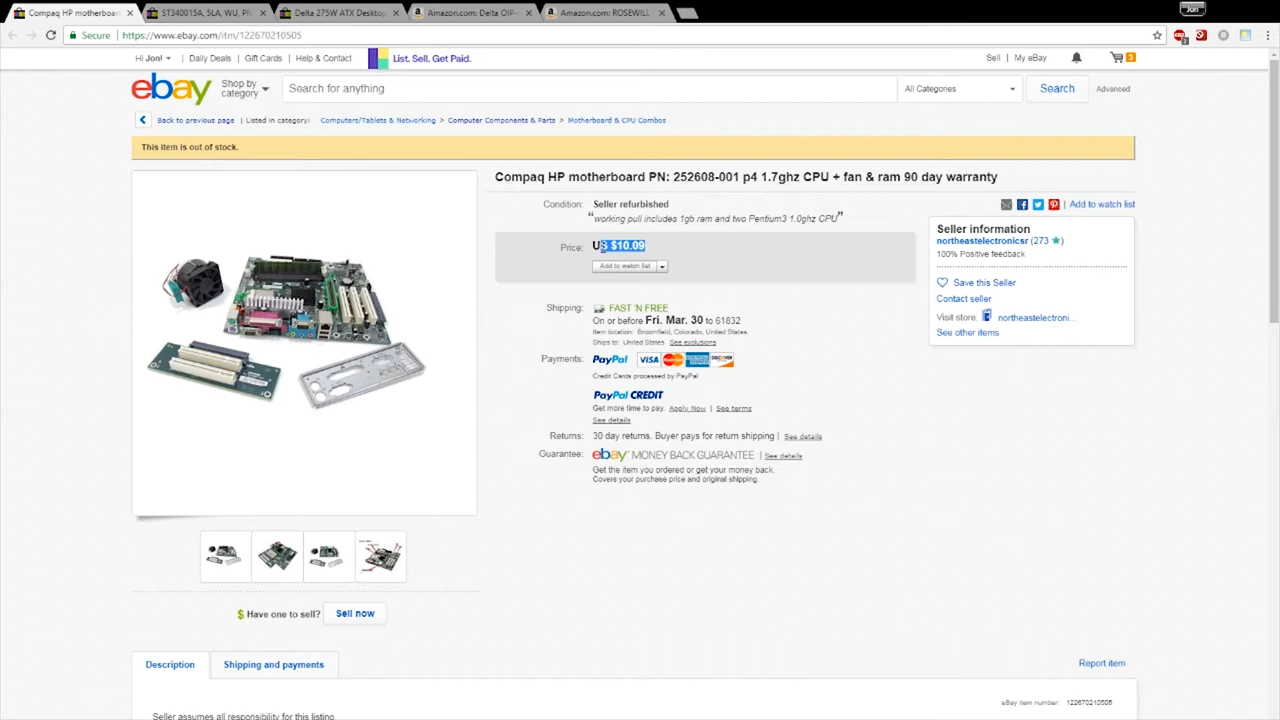 Compaq HP motherboard
ST340015A, 5LA, WU, PN
Delta 275W ATX Desktop
Amazon.com: Delta OIP-
Amazon.com: ROSEWILL
Jon
Secure
https://www.ebay.com/itm/122670210505
Hi Jon!
Daily Deals
Gift Cards
Help & Contact
List. Sell. Get Paid.
Sell
My eBay
3
ebay
Shop by category
Search for anything
All Categories
Search
Advanced
Back to previous page | Listed in category: Computers/Tablets & Networking > Computer Components & Parts > Motherboard & CPU Combos
This item is out of stock.
Compaq HP motherboard PN: 252608-001 p4 1.7ghz CPU + fan & ram 90 day warranty
| Add to watch list
Condition: Seller refurbished
“working pull includes 1gb ram and two Pentium3 1.0ghz CPU”
Price: US $10.09
Add to watch list
Shipping: FAST 'N FREE
On or before Fri. Mar. 30 to 61832
Item location: Broomfield, Colorado, United States
Ships to: United States See exclusions
Payments: PayPal VISA MasterCard DISCOVER
Credit Cards processed by PayPal
PayPal CREDIT
Get more time to pay. Apply Now | See terms
See details
Returns: 30 day returns. Buyer pays for return shipping | See details
Guarantee: ebay MONEY BACK GUARANTEE | See details
Get the item you ordered or get your money back.
Covers your purchase price and original shipping.
Seller information
northeastelectronicsr (273 )
100% Positive feedback
Save this Seller
Contact seller
Visit store: northeastelectroni...
See other items
$ Have one to sell? Sell now
Description
Shipping and payments
Report item
eBay item number: 122670210505
Seller assumes all responsibility for this listing.